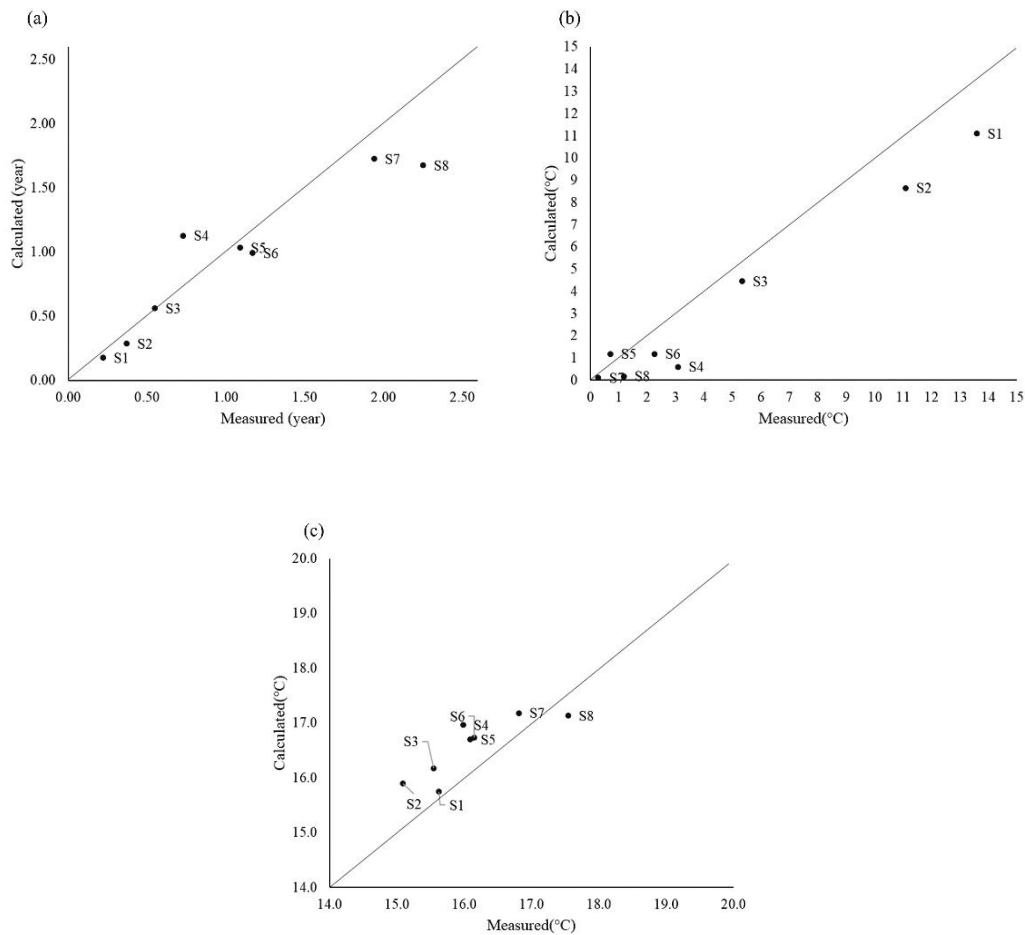 (a)
2.50
2.00
1.50
1.00
0.50
0.00
Calculated (year)
S7
S8
S4
S5
S6
S3
S2
S1
0.00 0.50 1.00 1.50 2.00 2.50
Measured (year)
(b)
15
14
13
12
11
10
9
8
7
6
5
4
3
2
1
0
Calculated(°C)
S1
S2
S3
S5
S6
S4
S7
S8
0 1 2 3 4 5 6 7 8 9 10 11 12 13 14 15
Measured(°C)
(c)
20.0
19.0
18.0
17.0
16.0
15.0
14.0
Calculated(°C)
S6
S4
S7
S8
S3
S5
S2
S1
14.0 15.0 16.0 17.0 18.0 19.0 20.0
Measured(°C)